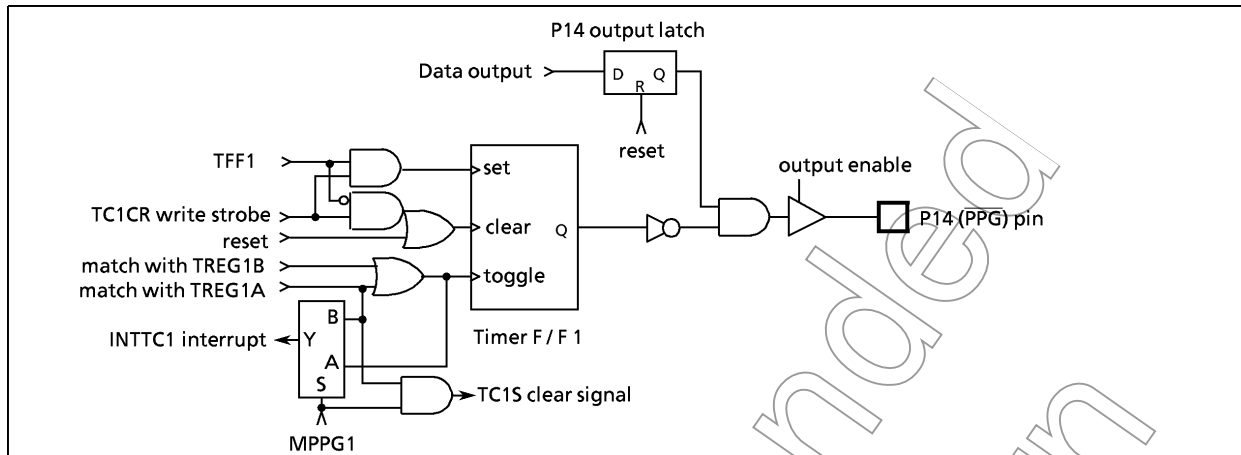 P14 output latch
Data output
D Q
R
reset
output enable
TFF1
set
TC1CR write strobe
clear
Q
P14 (PPG) pin
reset
match with TREG1B
toggle
match with TREG1A
B
INTTC1 interrupt
Y
Timer F / F 1
A
S
TC1S clear signal
MPPG1
nded